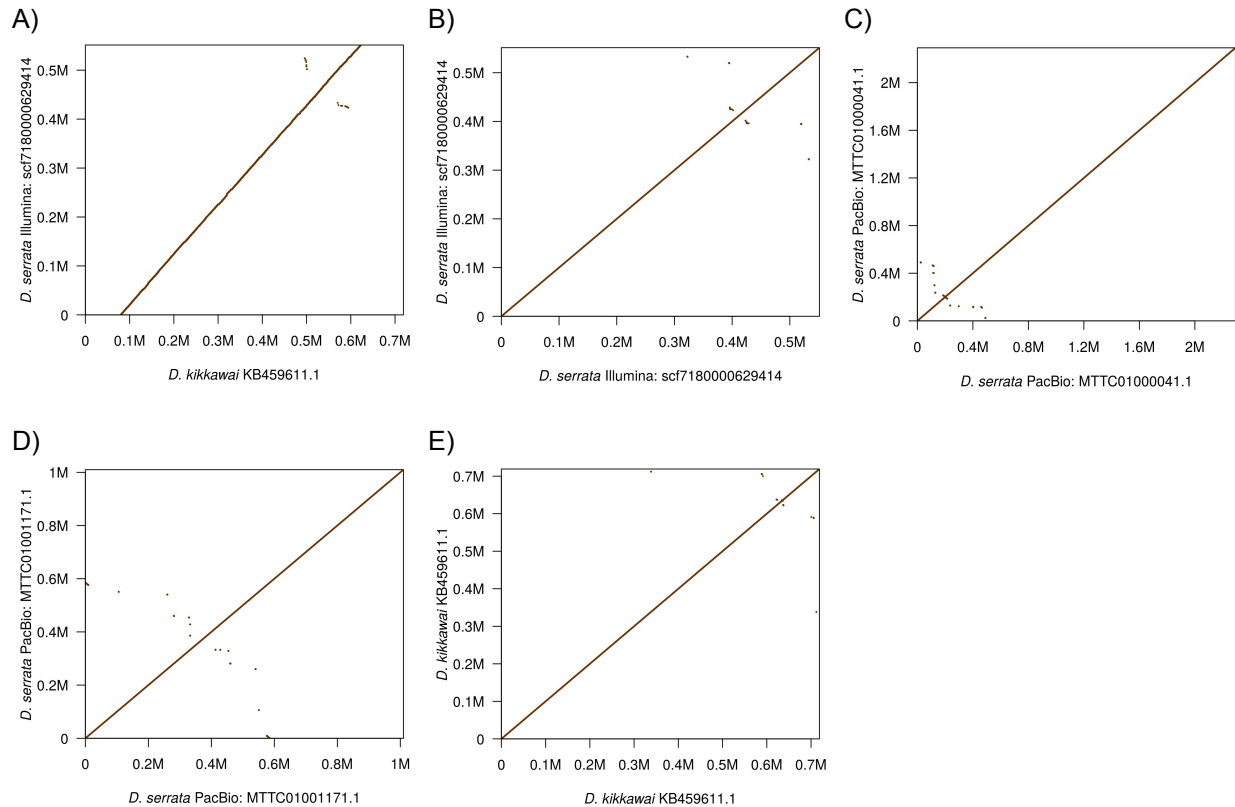 A)
B)
C)
D. serrata Illumina: scf7180000629414
0.5M
0.4M
0.3M
0.2M
0.1M
0
0 0.1M 0.2M 0.3M 0.4M 0.5M 0.6M 0.7M
D. kikkawai KB459611.1
D. serrata Illumina: scf7180000629414
0.5M
0.4M
0.3M
0.2M
0.1M
0
0 0.1M 0.2M 0.3M 0.4M 0.5M
D. serrata Illumina: scf7180000629414
D. serrata PacBio: MTTC01000041.1
2M
1.6M
1.2M
0.8M
0.4M
0
0 0.4M 0.8M 1.2M 1.6M 2M
D. serrata PacBio: MTTC01000041.1
D)
E)
D. serrata PacBio: MTTC01001171.1
1M
0.8M
0.6M
0.4M
0.2M
0
0 0.2M 0.4M 0.6M 0.8M 1M
D. serrata PacBio: MTTC01001171.1
D. kikkawai KB459611.1
0.7M
0.6M
0.5M
0.4M
0.3M
0.2M
0.1M
0
0 0.1M 0.2M 0.3M 0.4M 0.5M 0.6M 0.7M
D. kikkawai KB459611.1